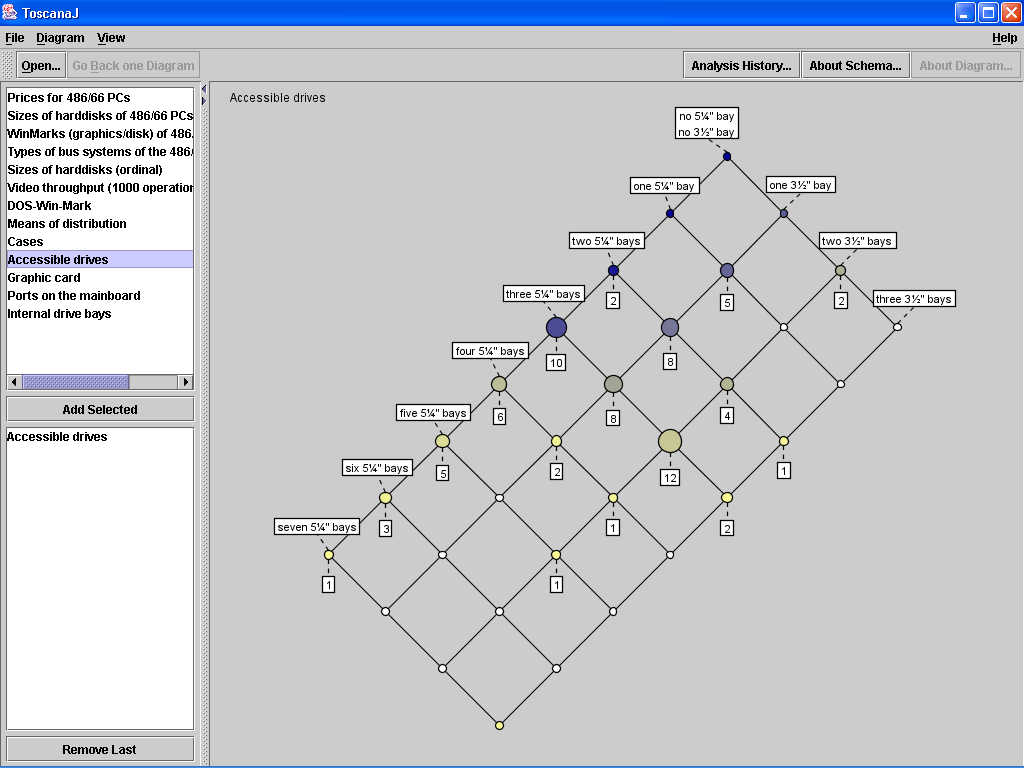 ToscanaJ
File Diagram View Help
Open... Go Back one Diagram Analysis History... About Schema... About Diagram...
Prices for 486/66 PCs
Sizes of harddisks of 486/66 PCs
WinMarks (graphics/disk) of 486.
Types of bus systems of the 486/
Sizes of harddisks (ordinal)
Video throughput (1000 operation
DOS-Win-Mark
Means of distribution
Cases
Accessible drives
Graphic card
Ports on the mainboard
Internal drive bays
Add Selected
Accessible drives
Remove Last
Accessible drives
no 5¼" bay
no 3½" bay
one 5¼" bay
one 3½" bay
two 5¼" bays
two 3½" bays
three 5¼" bays
2
5
2
three 3½" bays
four 5¼" bays
10
8
five 5¼" bays
6
8
4
six 5¼" bays
5
2
12
1
seven 5¼" bays
3
1
2
1
1